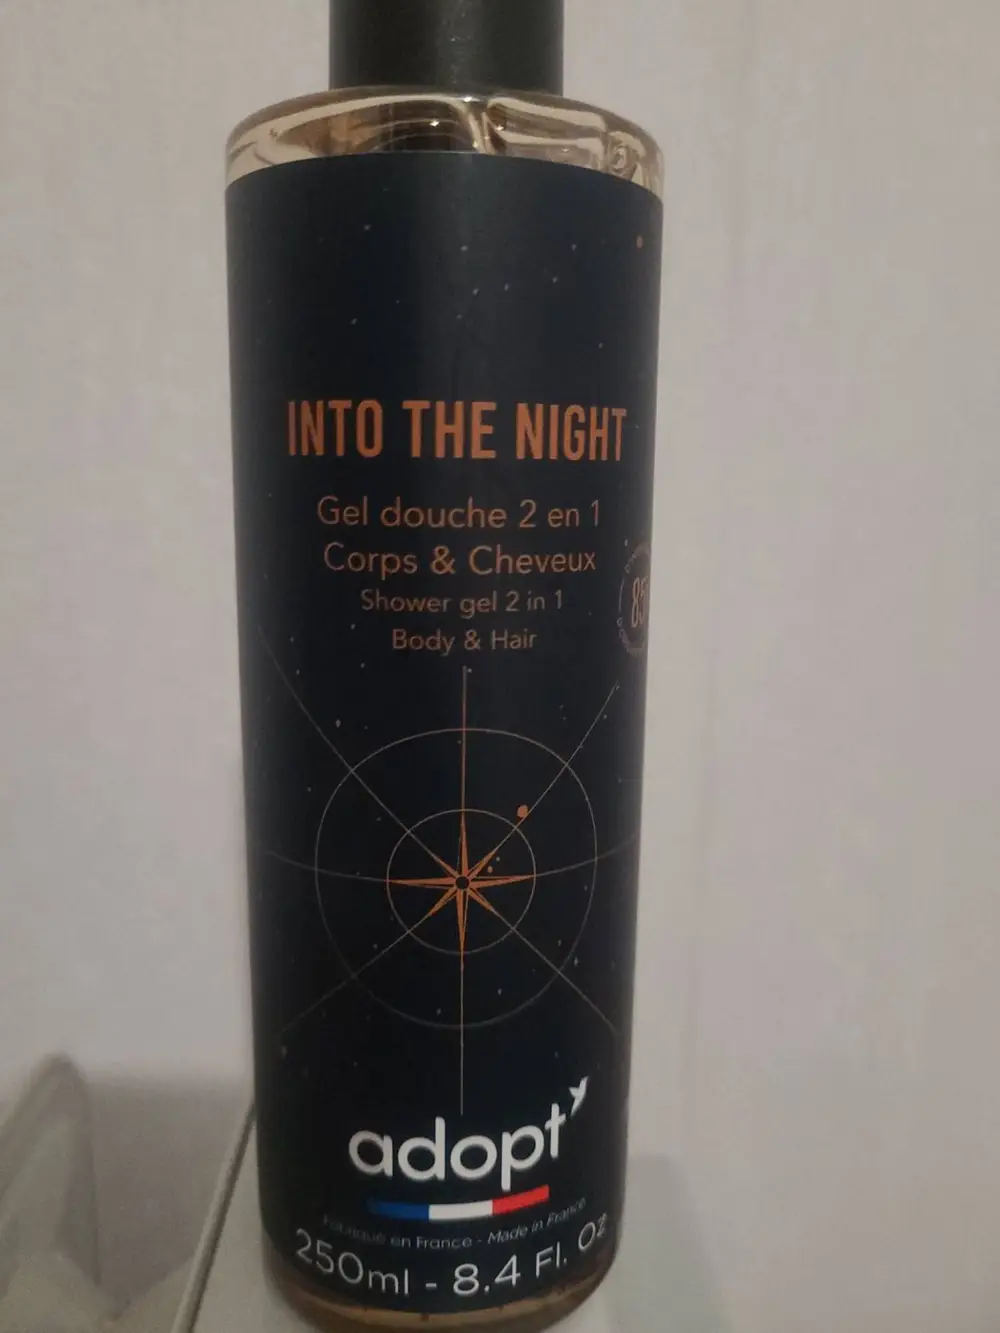 INTO THE NIGHT
Gel douche 2 en 1
Corps & Cheveux
Shower gel 2 in 1
Body & Hair
85
adopt
Fabriqué en France - Made in France
250ml - 8.4 Fl. Oz